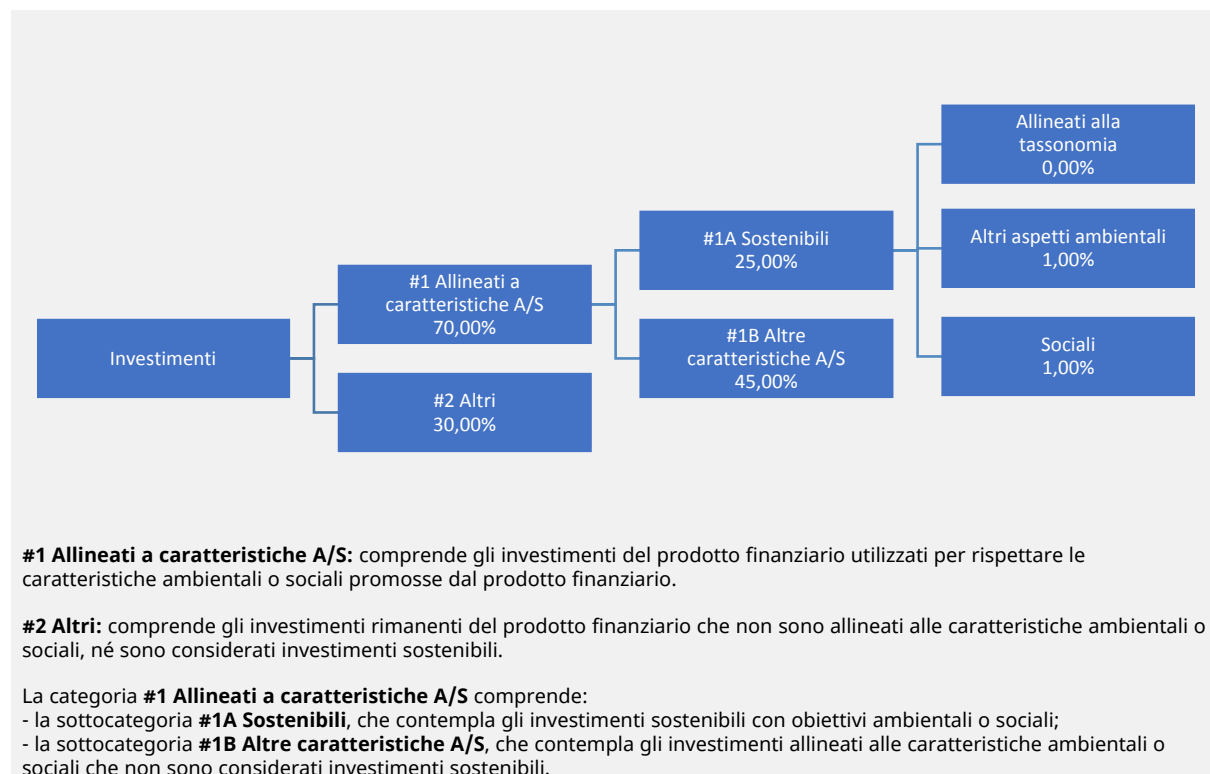 Allineati alla
tassonomia
0,00%
#1A Sostenibili
25,00%
Altri aspetti ambientali
1,00%
#1 Allineati a
caratteristiche A/S
70,00%
Investimenti
#1B Altre
caratteristiche A/S
45,00%
Sociali
1,00%
#2 Altri
30,00%
#1 Allineati a caratteristiche A/S: comprende gli investimenti del prodotto finanziario utilizzati per rispettare le
caratteristiche ambientali o sociali promosse dal prodotto finanziario.
#2 Altri: comprende gli investimenti rimanenti del prodotto finanziario che non sono allineati alle caratteristiche ambientali o
sociali, né sono considerati investimenti sostenibili.
La categoria #1 Allineati a caratteristiche A/S comprende:
- la sottocategoria #1A Sostenibili, che contempla gli investimenti sostenibili con obiettivi ambientali o sociali;
- la sottocategoria #1B Altre caratteristiche A/S, che contempla gli investimenti allineati alle caratteristiche ambientali o
sociali che non sono considerati investimenti sostenibili.